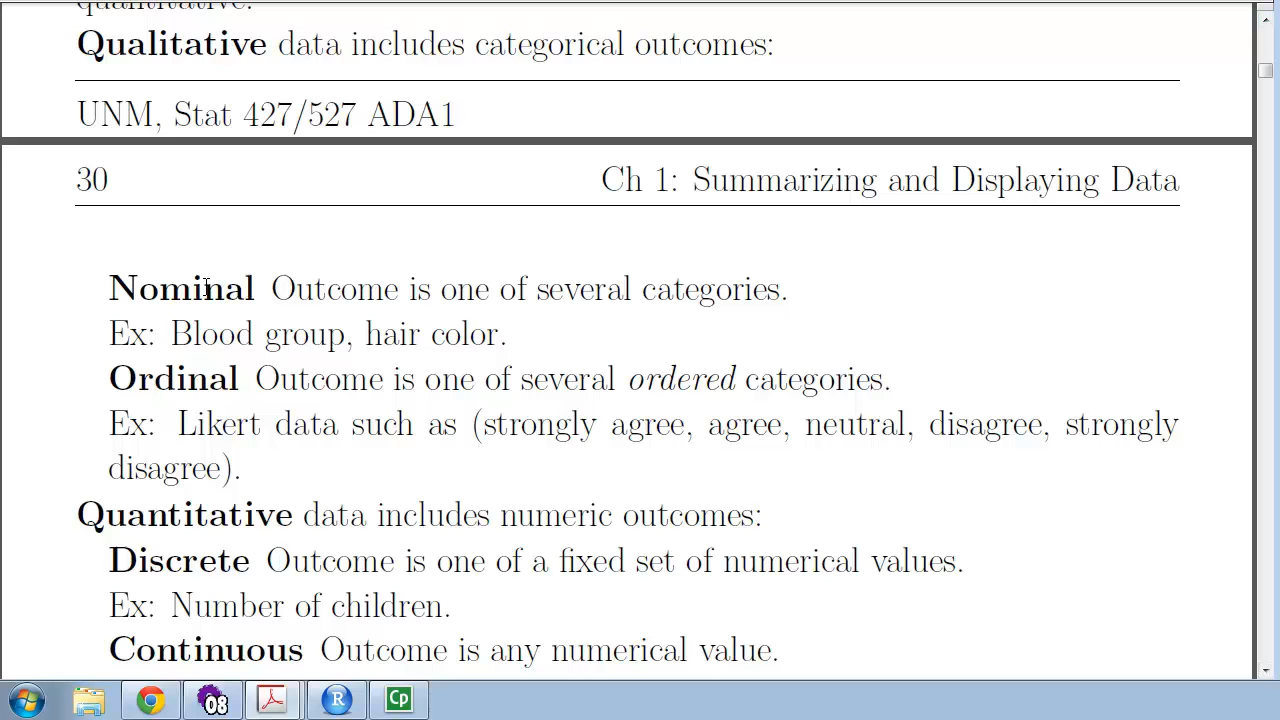 quantitative.
Qualitative data includes categorical outcomes:
UNM, Stat 427/527 ADA1
30 Ch 1: Summarizing and Displaying Data
Nominal Outcome is one of several categories.
Ex: Blood group, hair color.
Ordinal Outcome is one of several ordered categories.
Ex: Likert data such as (strongly agree, agree, neutral, disagree, strongly
disagree).
Quantitative data includes numeric outcomes:
Discrete Outcome is one of a fixed set of numerical values.
Ex: Number of children.
Continuous Outcome is any numerical value.
08
R
Cp